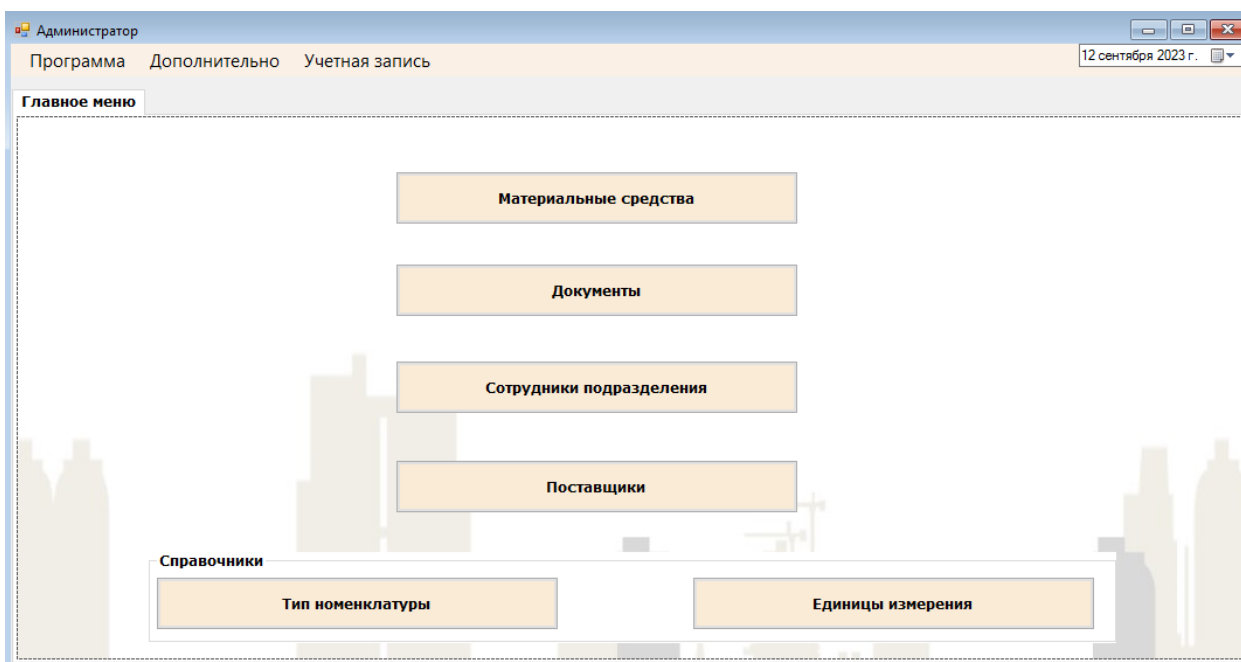 Администратор
Программа Дополнительно Учетная запись
12 сентября 2023 г.
Главное меню
Материальные средства
Документы
Сотрудники подразделения
Поставщики
Справочники
Тип номенклатуры
Единицы измерения